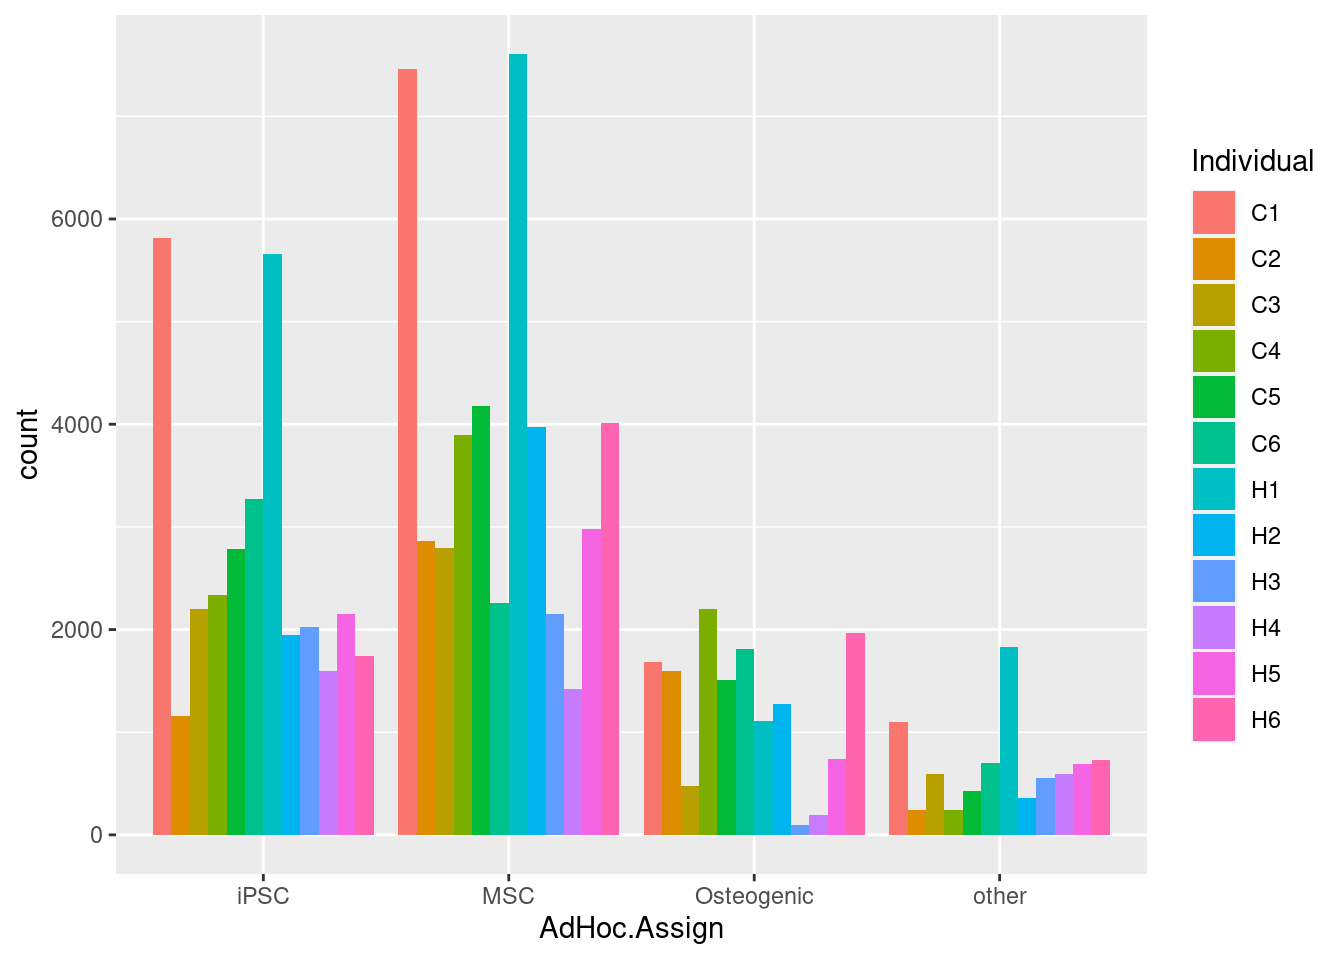 6000
4000
2000
0
count
iPSC
MSC
Osteogenic
other
AdHoc.Assign
Individual
C1
C2
C3
C4
C5
C6
H1
H2
H3
H4
H5
H6